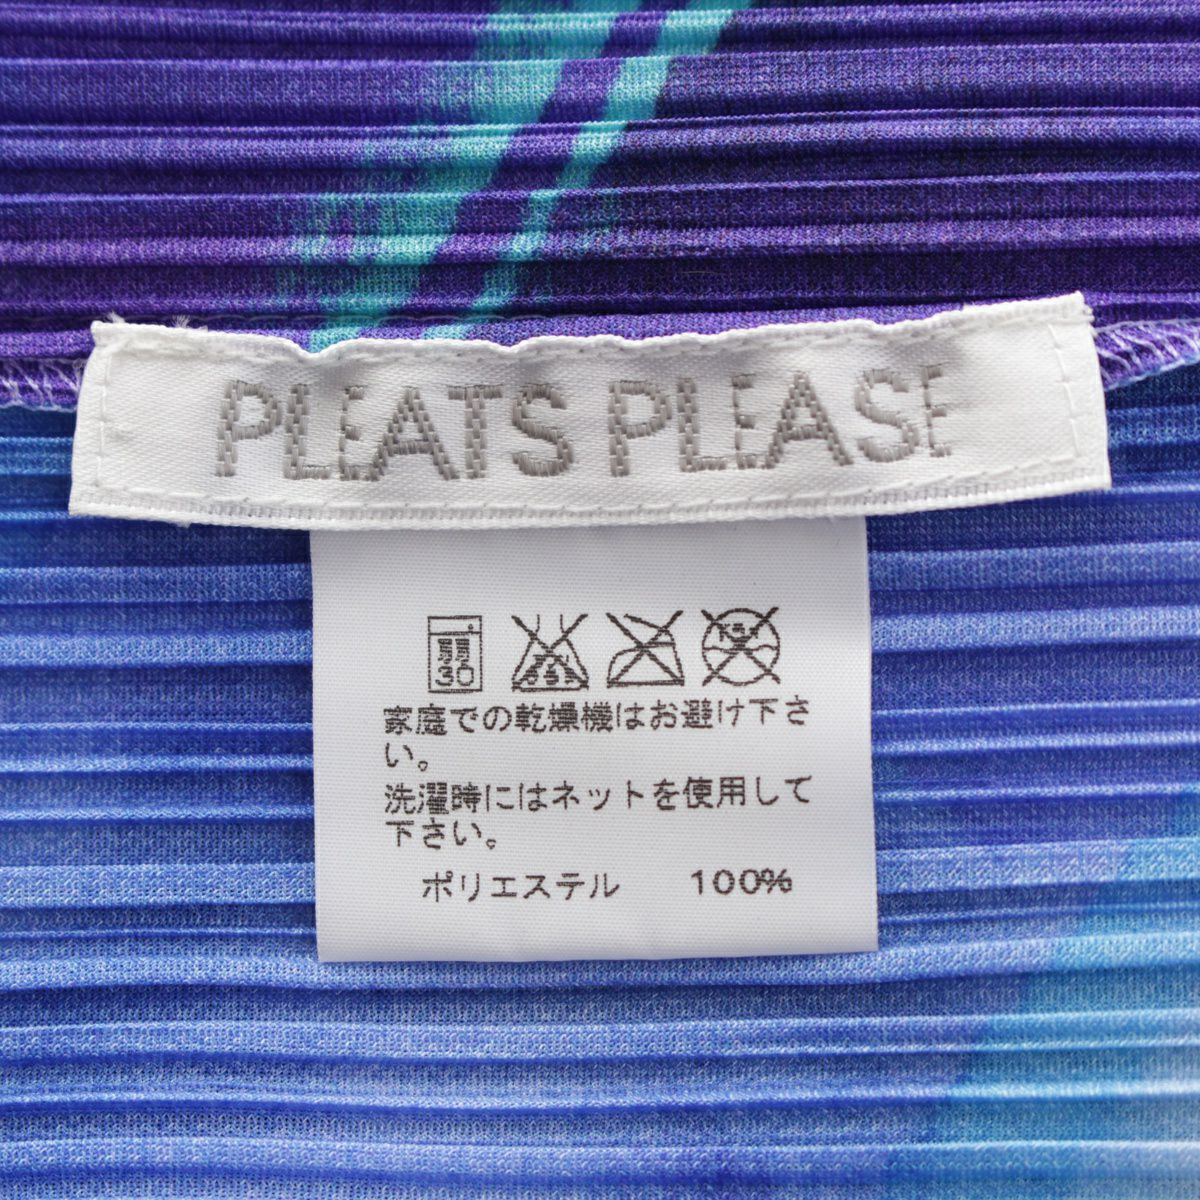 PLEATS PLEASE
弱
30
家庭での乾燥機はお避け下さ
い。
洗濯時にはネットを使用して
下さい。
ポリエステル 100%